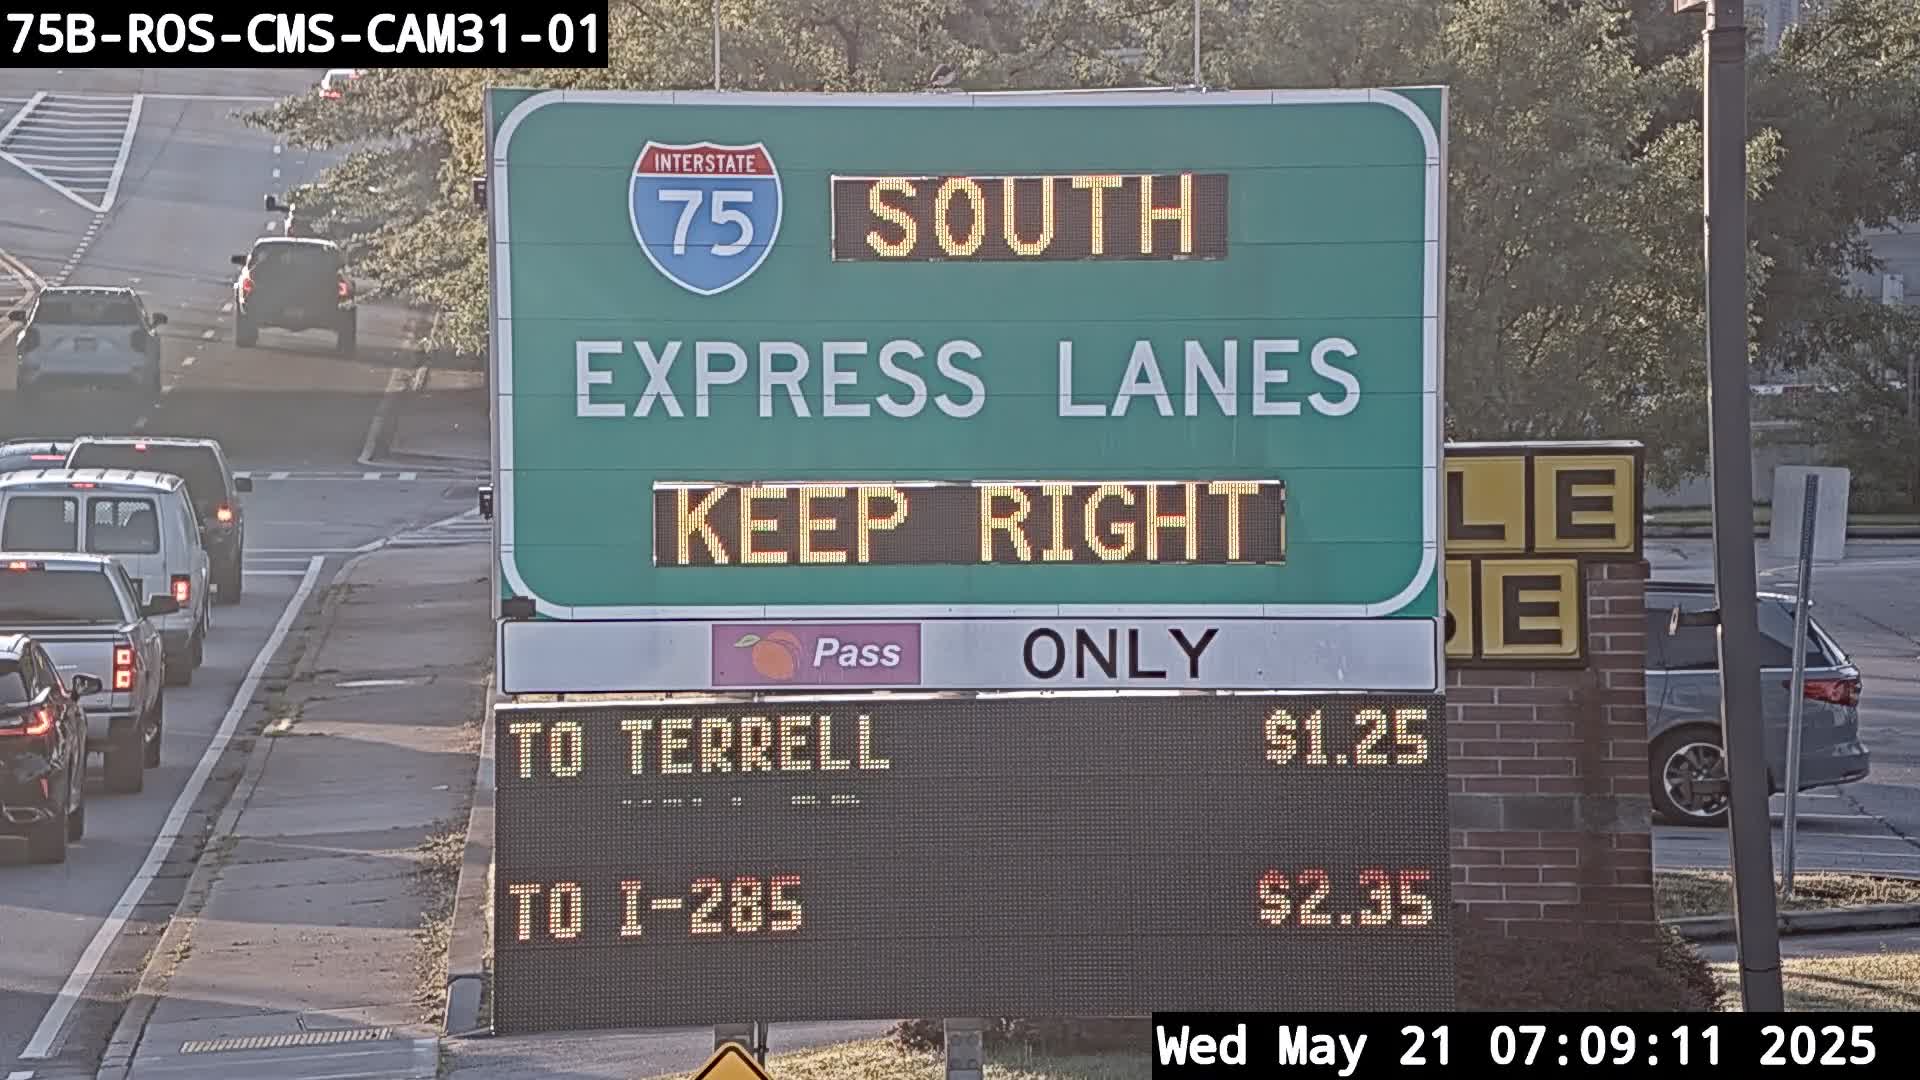 75B-ROS-CMS-CAM31-01
INTERSTATE
75
SOUTH
EXPRESS LANES
KEEP RIGHT
LE
E
Pass ONLY
TO TERRELL $1.25
TO I-285 $2.35
Wed May 21 07:09:11 2025